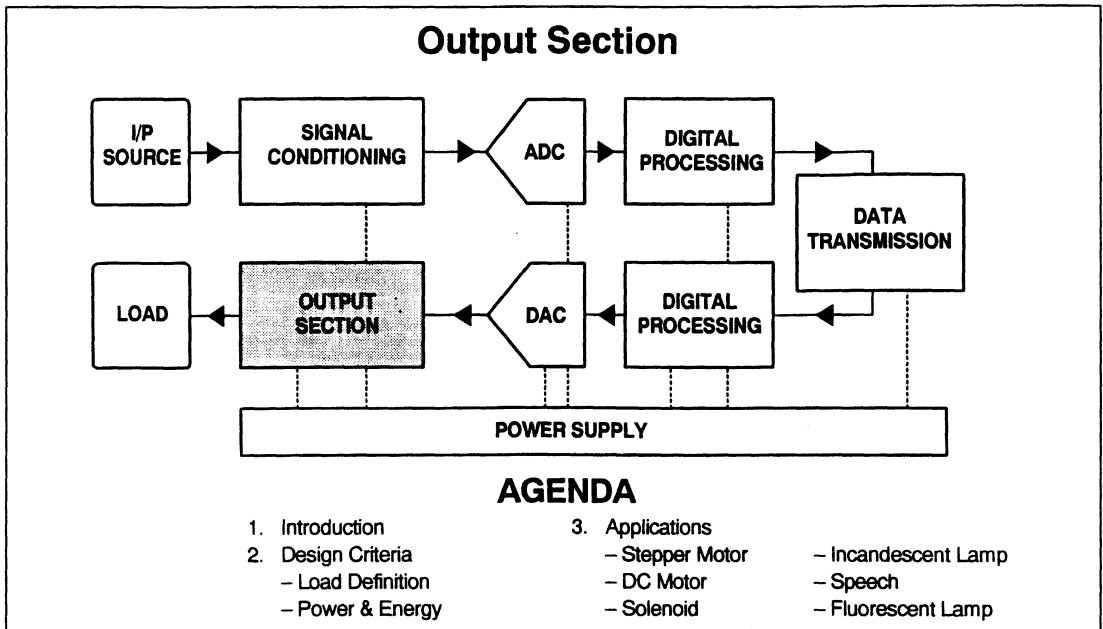 Output Section
I/P
SOURCE
SIGNAL
CONDITIONING
ADC
DIGITAL
PROCESSING
DATA
TRANSMISSION
LOAD
OUTPUT
SECTION
DAC
DIGITAL
PROCESSING
POWER SUPPLY
AGENDA
1. Introduction
2. Design Criteria
– Load Definition
– Power & Energy
3. Applications
– Stepper Motor
– DC Motor
– Solenoid
– Incandescent Lamp
– Speech
– Fluorescent Lamp